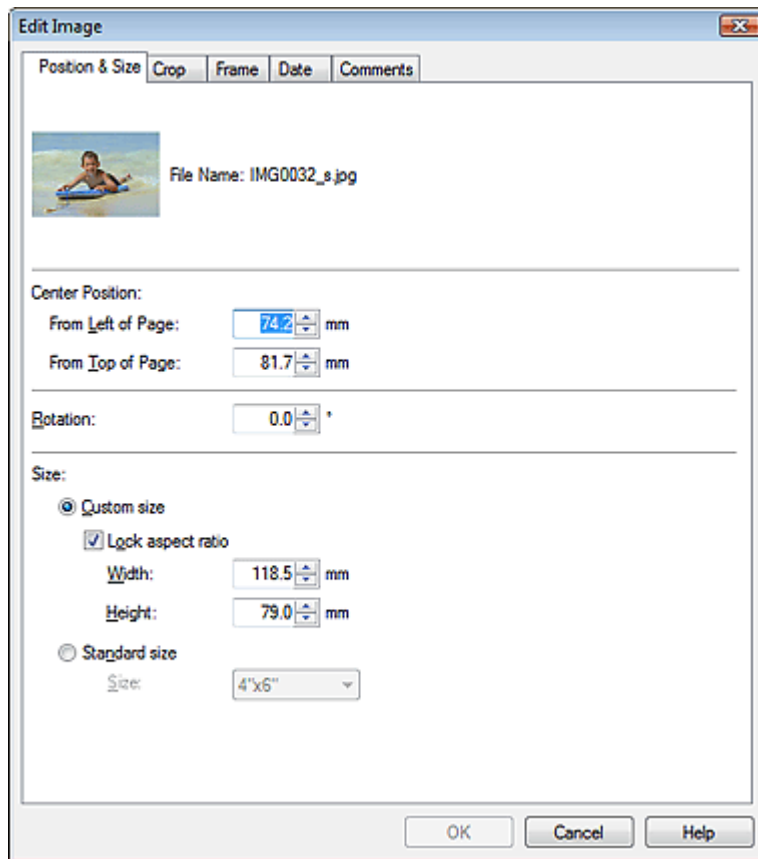 Edit Image
Position & Size Crop Frame Date Comments
File Name: IMG0032_s.jpg
Center Position:
From Left of Page: 74.2 mm
From Top of Page: 81.7 mm
Rotation: 0.0 °
Size:
Custom size
Lock aspect ratio
Width: 118.5 mm
Height: 79.0 mm
Standard size
Size: 4"x6"
OK Cancel Help